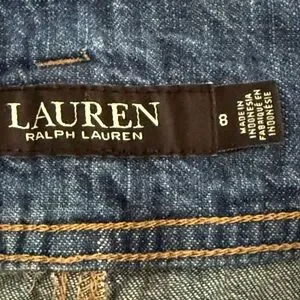 LAUREN
RALPH LAUREN
8
MADE IN
INDONESIA
FABRIQUÉ EN
INDONÉSIE